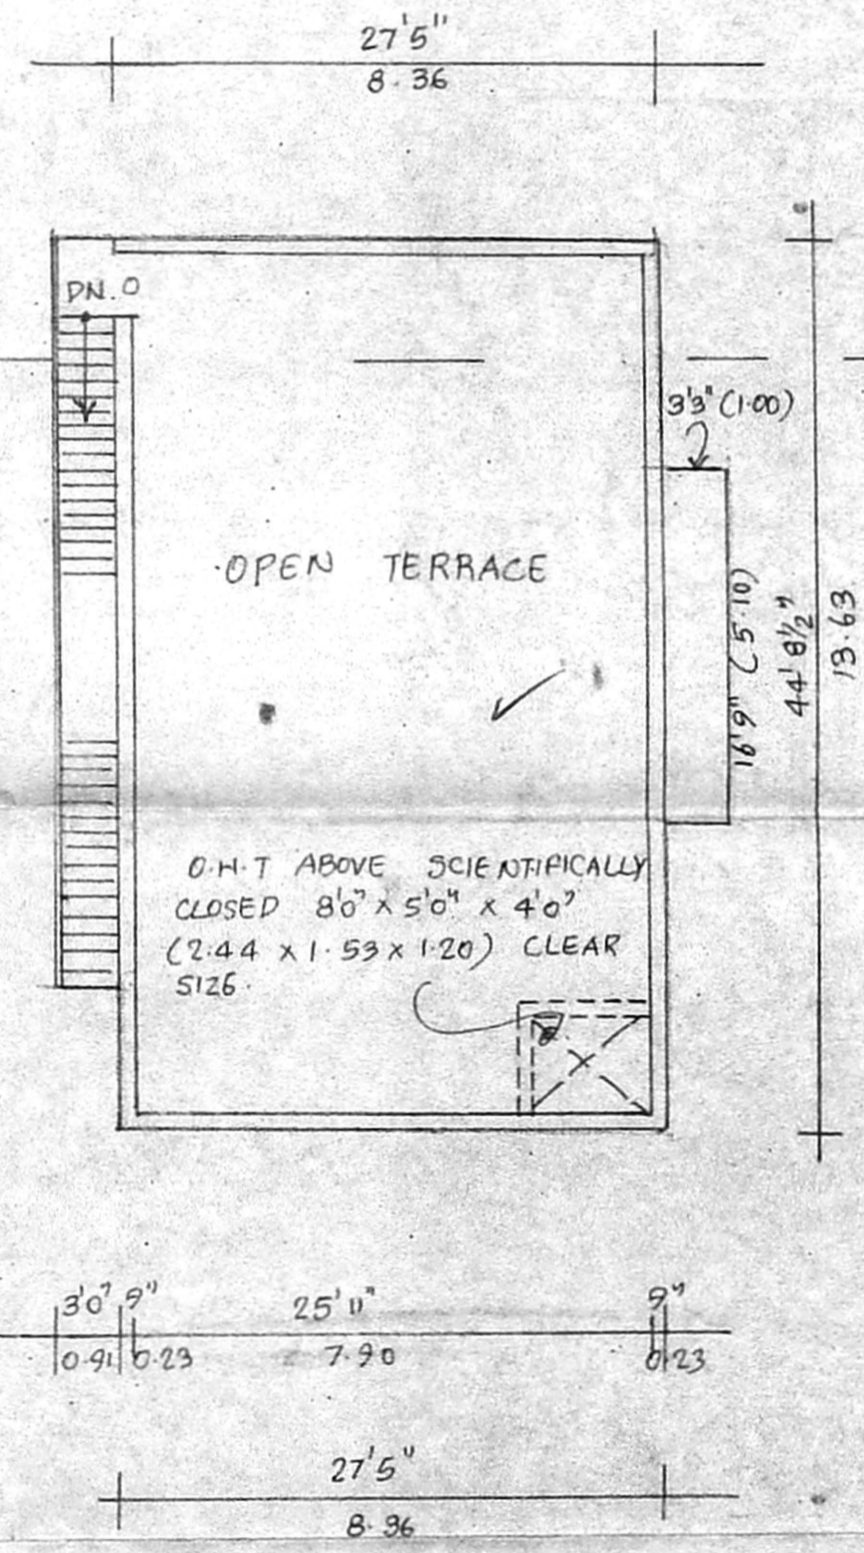 27'5"
8.36
DN. O
3'3" (1.00)
OPEN TERRACE
16'9" (5.10)
44' 8½"
13.63
O.H.T ABOVE SCIENTIFICALLY
CLOSED 8'0" x 5'0" x 4'0"
(2.44 x 1.53 x 1.20) CLEAR
SIZE.
3'0" 9" 25'11" 9"
0.91 0.23 7.90 0.23
27'5"
8.36